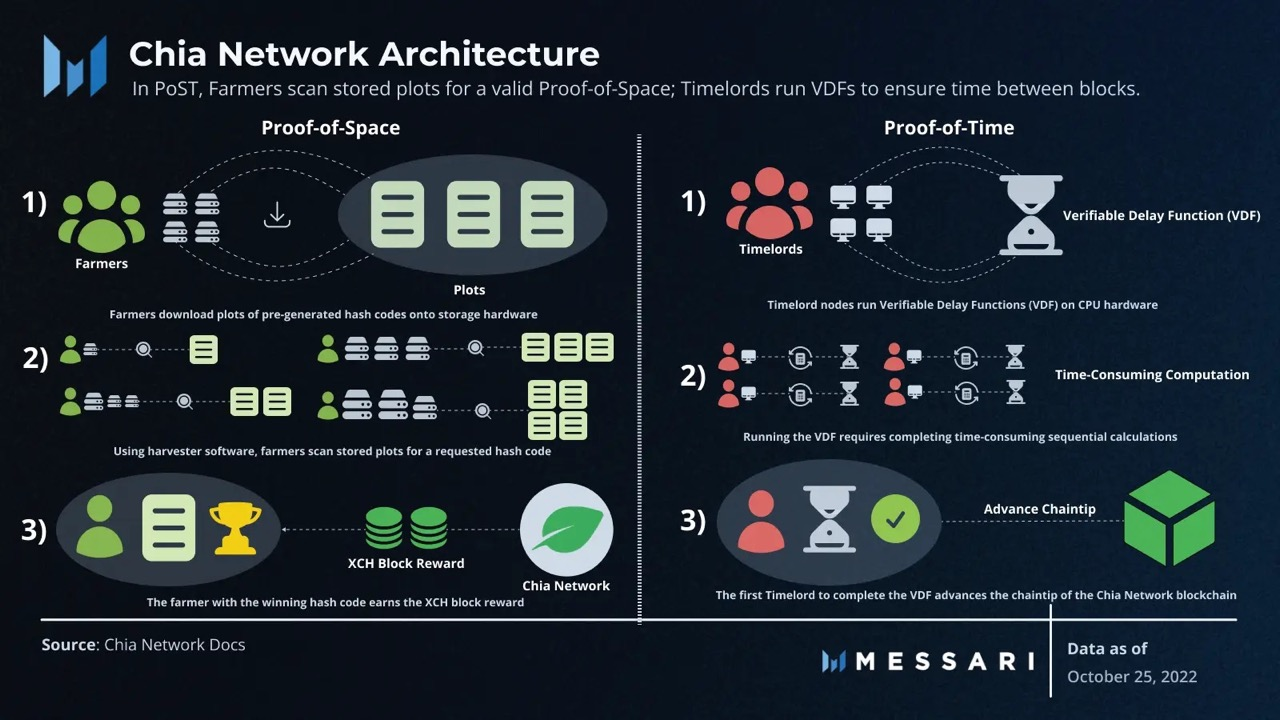 Chia Network Architecture
In PoST, Farmers scan stored plots for a valid Proof-of-Space; Timelords run VDFs to ensure time between blocks.
Proof-of-Space
1)
Farmers
Plots
Farmers download plots of pre-generated hash codes onto storage hardware
2)
Using harvester software, farmers scan stored plots for a requested hash code
3)
XCH Block Reward
Chia Network
The farmer with the winning hash code earns the XCH block reward
Proof-of-Time
1)
Timelords
Verifiable Delay Function (VDF)
Timelord nodes run Verifiable Delay Functions (VDF) on CPU hardware
2)
Time-Consuming Computation
Running the VDF requires completing time-consuming sequential calculations
3)
Advance Chaintip
The first Timelord to complete the VDF advances the chaintip of the Chia Network blockchain
Source: Chia Network Docs
MESSARI
Data as of
October 25, 2022